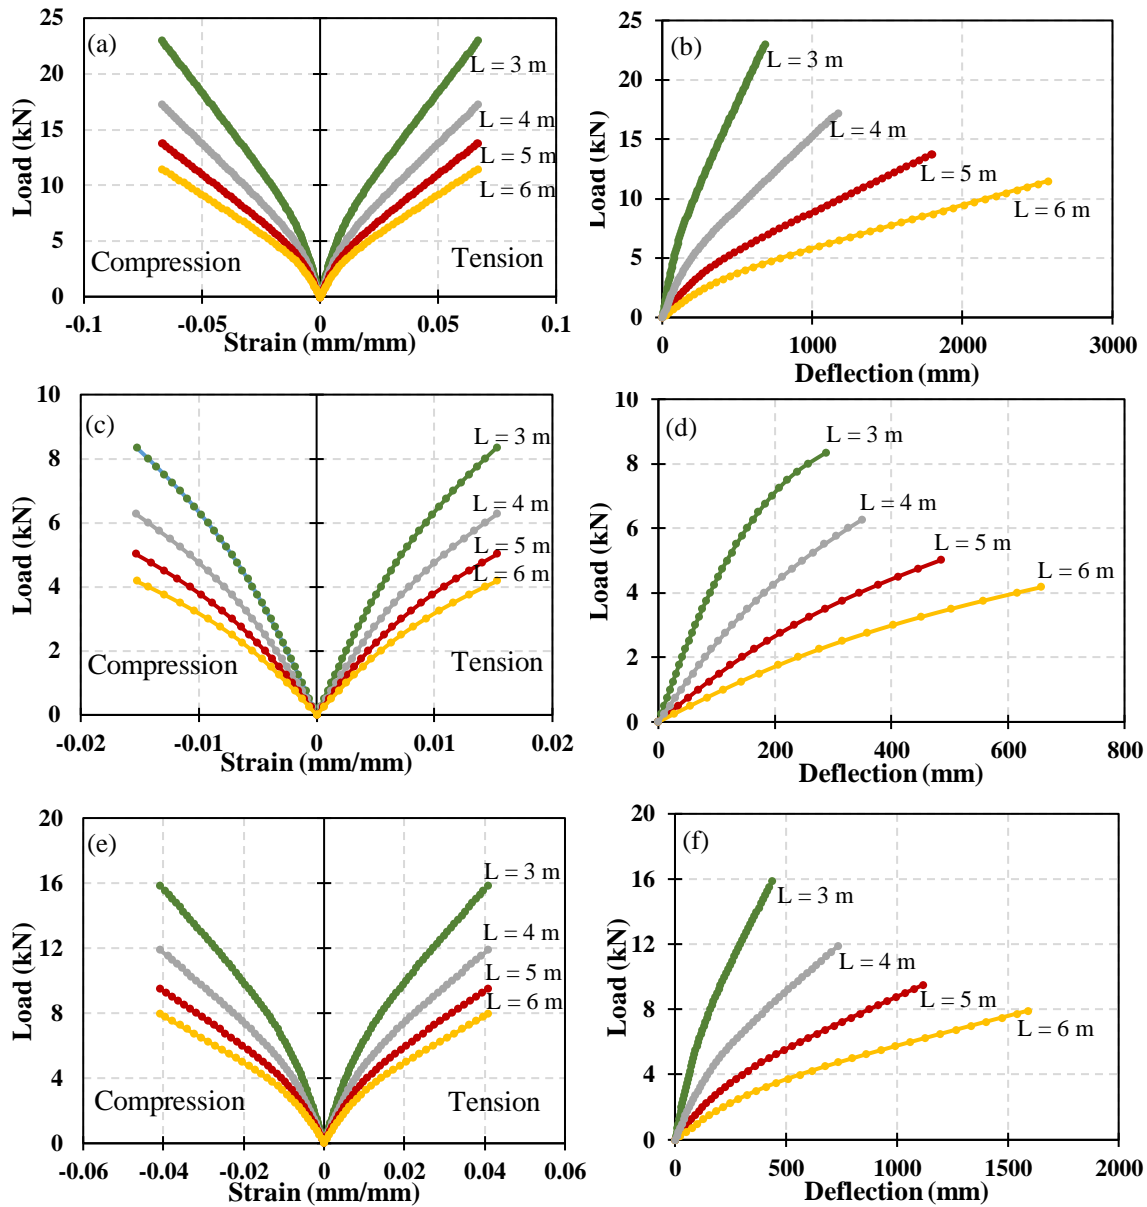 (a)
25
20
15
10
5
0
Load (kN)
L = 3 m
L = 4 m
L = 5 m
L = 6 m
Compression
Tension
-0.1
-0.05
0
0.05
0.1
Strain (mm/mm)
(b)
25
20
15
10
5
0
Load (kN)
L = 3 m
L = 4 m
L = 5 m
L = 6 m
0
1000
2000
3000
Deflection (mm)
(c)
10
8
6
4
2
0
Load (kN)
L = 3 m
L = 4 m
L = 5 m
L = 6 m
Compression
Tension
-0.02
-0.01
0
0.01
0.02
Strain (mm/mm)
(d)
10
8
6
4
2
0
Load (kN)
L = 3 m
L = 4 m
L = 5 m
L = 6 m
0
200
400
600
800
Deflection (mm)
(e)
20
16
12
8
4
0
Load (kN)
L = 3 m
L = 4 m
L = 5 m
L = 6 m
Compression
Tension
-0.06
-0.04
-0.02
0
0.02
0.04
0.06
Strain (mm/mm)
(f)
20
16
12
8
4
0
Load (kN)
L = 3 m
L = 4 m
L = 5 m
L = 6 m
0
500
1000
1500
2000
Deflection (mm)